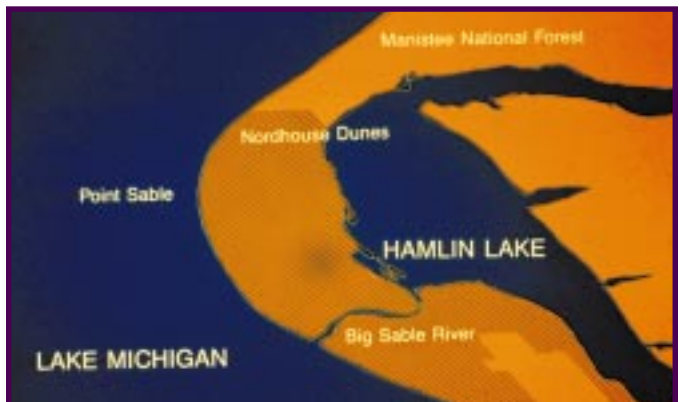 Manistee National Forest
Nordhouse Dunes
Point Sable
HAMLIN LAKE
Big Sable River
LAKE MICHIGAN